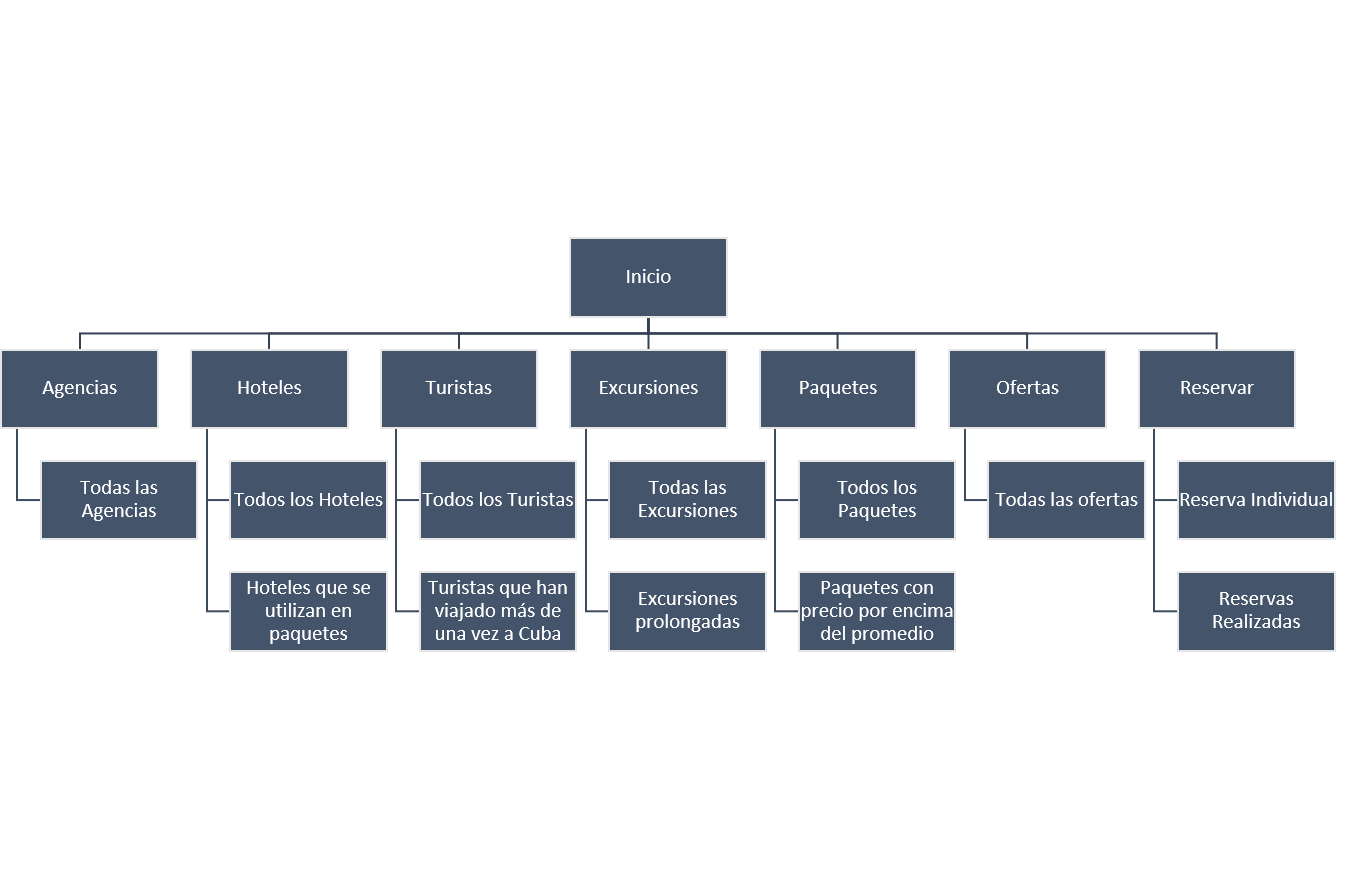 Inicio
Agencias
Hoteles
Turistas
Excursiones
Paquetes
Ofertas
Reservar
Todas las
Agencias
Todos los Hoteles
Todos los Turistas
Todas las
Excursiones
Todos los
Paquetes
Todas las ofertas
Reserva Individual
Hoteles que se
utilizan en
paquetes
Turistas que han
viajado más de
una vez a Cuba
Excursiones
prolongadas
Paquetes con
precio por encima
del promedio
Reservas
Realizadas